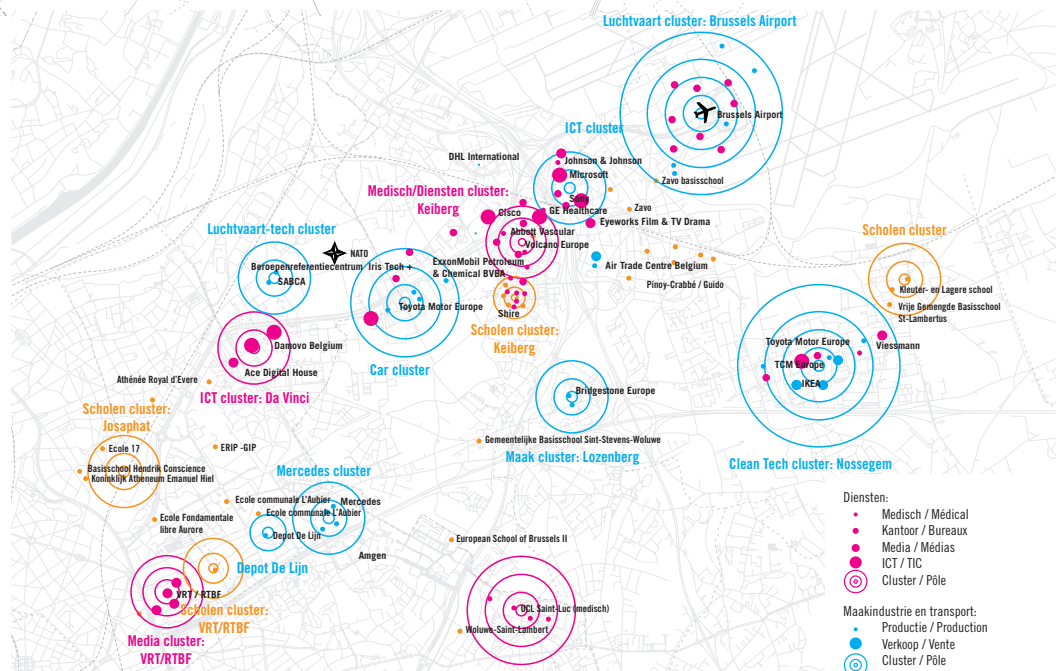 Luchtvaart cluster: Brussels Airport
Brussels Airport
ICT cluster
DHL International
Johnson & Johnson
Microsoft
Zavo basisschool
Medisch/Diensten cluster:
Keiberg
Sony
Cisco
GE Healthcare
Zavo
Eyeworks Film & TV Drama
Luchtvaart-tech cluster
Abbott Vascular
Volcano Europe
Scholen cluster
NATO
Beroepenreferentiecentrum
Iris Tech +
ExxonMobil Petroleum
& Chemical BVBA
Air Trade Centre Belgium
SABCA
Pinoy-Crabbé / Guido
Kleuter- en Lagere school
Toyota Motor Europe
Shire
Vrije Gemengde Basisschool
St-Lambertus
Scholen cluster:
Keiberg
Damovo Belgium
Toyota Motor Europe
Viessmann
TCM Europe
Ace Digital House
Car cluster
Athénée Royal d'Evere
IKEA
Bridgestone Europe
ICT cluster: Da Vinci
Scholen cluster:
Josaphat
Ecole 17
ERIP -GIP
Gemeentelijke Basisschool Sint-Stevens-Woluwe
Maak cluster: Lozenberg
Clean Tech cluster: Nossegem
Basisschool Hendrik Conscience
Koninklijk Atheneum Emanuel Hiel
Mercedes cluster
Ecole communale L'Aubier
Mercedes
Ecole communale L'Aubier
Ecole Fondamentale
libre Aurore
Depot De Lijn
European School of Brussels II
Amgen
Depot De Lijn
VRT / RTBF
Scholen cluster:
VRT/RTBF
UCL Saint-Luc (medisch)
Woluwe-Saint-Lambert
Media cluster:
VRT/RTBF
Diensten:
Medisch / Médical
Kantoor / Bureaux
Media / Médias
ICT / TIC
Cluster / Pôle
Maakindustrie en transport:
Productie / Production
Verkoop / Vente
Cluster / Pôle